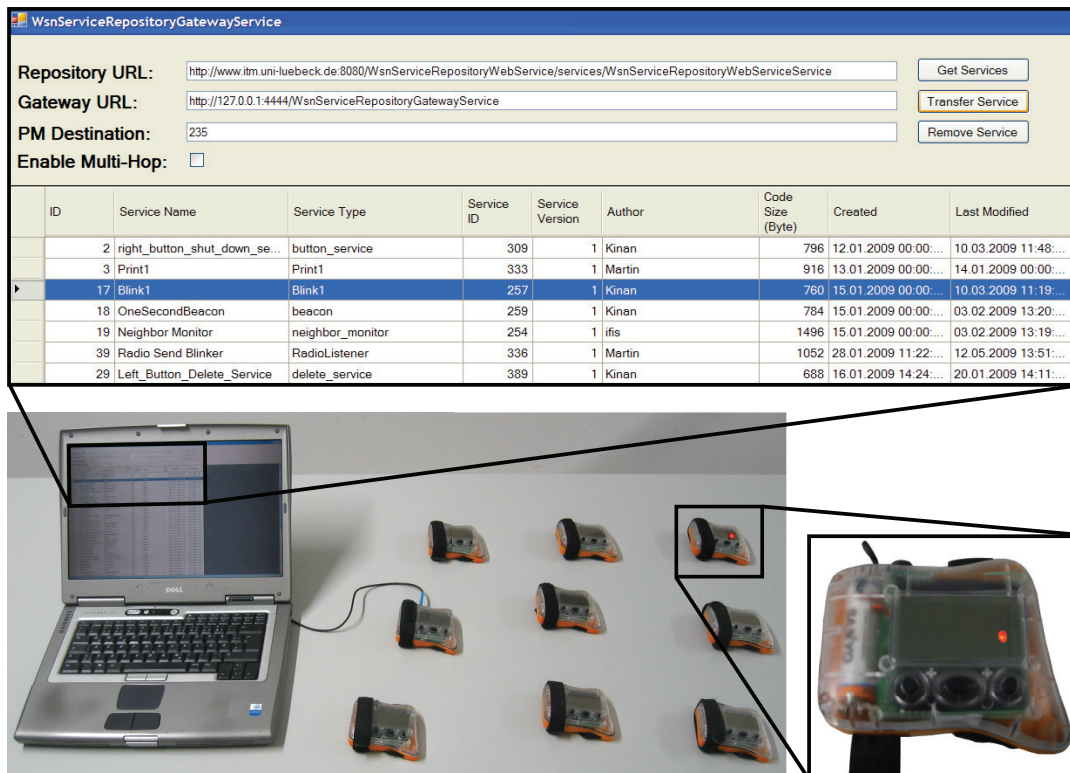 WsnServiceRepositoryGatewayService
Repository URL: http://www.itm.uni-luebeck.de:8080/WsnServiceRepositoryWebService/services/WsnServiceRepositoryWebServiceService Get Services
Gateway URL: http://127.0.0.1:4444/WsnServiceRepositoryGatewayService Transfer Service
PM Destination: 235 Remove Service
Enable Multi-Hop:
ID Service Name Service Type Service ID Service Version Author Code Size (Byte) Created Last Modified
2 right_button_shut_down_se... button_service 309 1 Kinan 796 12.01.2009 00:00:... 10.03.2009 11:48:...
3 Print1 Print1 333 1 Martin 916 13.01.2009 00:00:... 14.01.2009 00:00:...
17 Blink1 Blink1 257 1 Kinan 760 15.01.2009 00:00:... 10.03.2009 11:19:...
18 OneSecondBeacon beacon 259 1 Kinan 784 15.01.2009 00:00:... 03.02.2009 13:20:...
19 Neighbor Monitor neighbor_monitor 254 1 ifis 1496 15.01.2009 00:00:... 03.02.2009 13:19:...
39 Radio Send Blinker RadioListener 336 1 Martin 1052 28.01.2009 11:22:... 12.05.2009 13:51:...
29 Left_Button_Delete_Service delete_service 389 1 Kinan 688 16.01.2009 14:24:... 20.01.2009 14:11:...
DELL